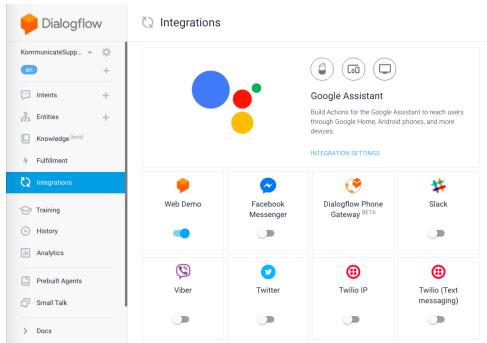 Dialogflow
Integrations
KommunicateSupp...
en
Intents
Entities
Knowledge [beta]
Fulfillment
Integrations
Training
History
Analytics
Prebuilt Agents
Small Talk
Docs
Google Assistant
Build Actions for the Google Assistant to reach users
through Google Home, Android phones, and more
devices.
INTEGRATION SETTINGS
Web Demo
Facebook
Messenger
Dialogflow Phone
Gateway BETA
Slack
Viber
Twitter
Twilio IP
Twilio (Text
messaging)